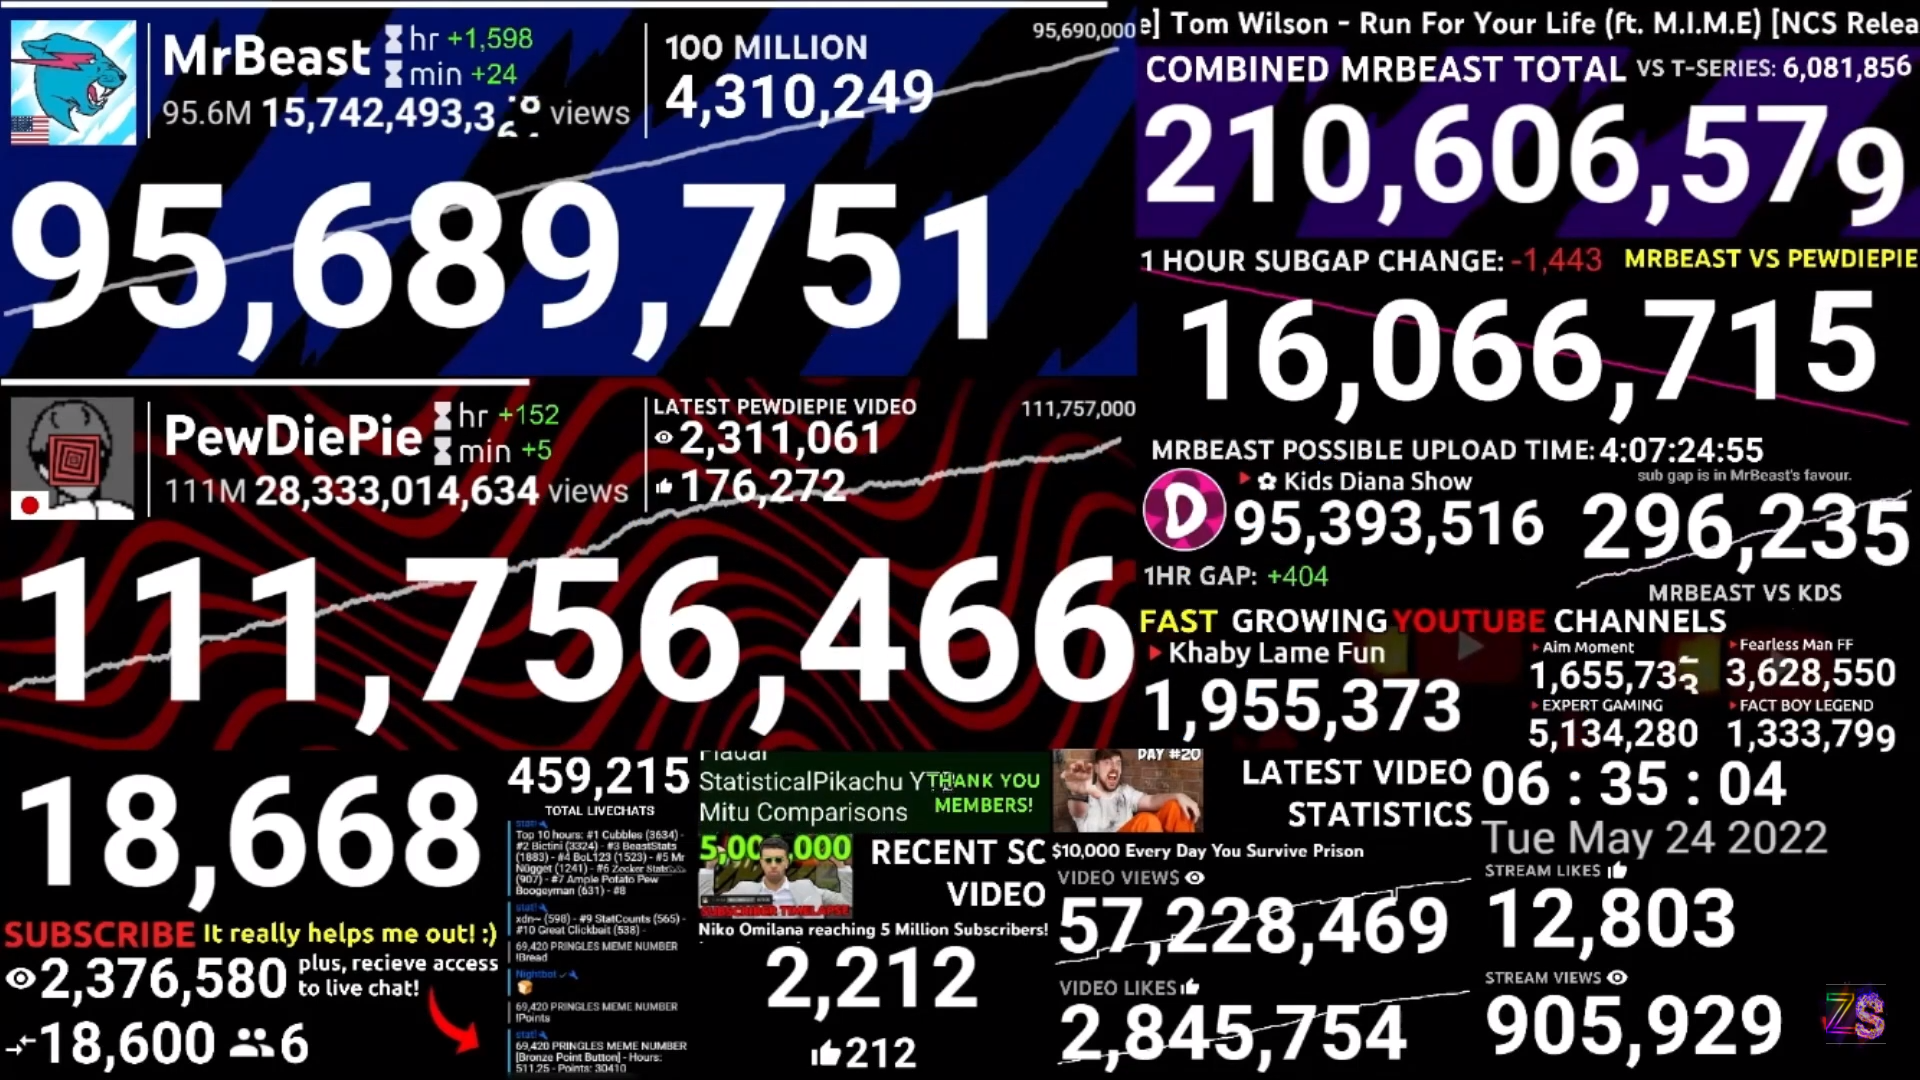 MrBeast
hr +1,598
min +24
95.6M 15,742,493,3 views
100 MILLION
4,310,249
95,690,000
95,689,751
PewDiePie
hr +152
min +5
111M 28,333,014,634 views
LATEST PEWDIEPIE VIDEO
2,311,061
176,272
111,757,000
111,756,466
e] Tom Wilson - Run For Your Life (ft. M.I.M.E) [NCS Relea
COMBINED MRBEAST TOTAL VS T-SERIES: 6,081,856
210,606,579
1 HOUR SUBGAP CHANGE: -1,443 MRBEAST VS PEWDIEPIE
16,066,715
MRBEAST POSSIBLE UPLOAD TIME: 4:07:24:55
sub gap is in MrBeast's favour.
D
✿ Kids Diana Show
95,393,516
296,235
1HR GAP: +404
MRBEAST VS KDS
FAST GROWING YOUTUBE CHANNELS
Khaby Lame Fun
1,955,373
Aim Moment
1,655,73
Fearless Man FF
3,628,550
EXPERT GAMING
5,134,280
FACT BOY LEGEND
1,333,799
18,668
SUBSCRIBE It really helps me out! :)
2,376,580
plus, recieve access
to live chat!
18,600 6
459,215
TOTAL LIVECHATS
Top 10 hours: #1 Cubbles (3634) -
#2 Bictini (3324) - #3 BeastStats
(1883) - #4 BoL123 (1523) - #5 Mr
Nugget (1241) - #6 Zocker
(907) - #7 Ample Potato Pew
Boogeyman (631) - #8
stat!
xdn~ (598) - #9 StatCounts (565) -
#10 Great Clickbait (538) -
69,420 PRINGLES MEME NUMBER
!Bread
Nightbot
69,420 PRINGLES MEME NUMBER
!Points
stat!
69,420 PRINGLES MEME NUMBER
[Bronze Point Button] - Hours:
511.25 - Points: 30410
StatisticalPikachu
Mitu Comparisons
THANK YOU
MEMBERS!
5,000,000
SUBSCRIBER TIMELAPSE
RECENT SC
VIDEO
Niko Omilana reaching 5 Million Subscribers!
2,212
212
DAY #20
LATEST VIDEO
STATISTICS
$10,000 Every Day You Survive Prison
VIDEO VIEWS
57,228,469
VIDEO LIKES
2,845,754
06 : 35 : 04
Tue May 24 2022
STREAM LIKES
12,803
STREAM VIEWS
905,929
ZS